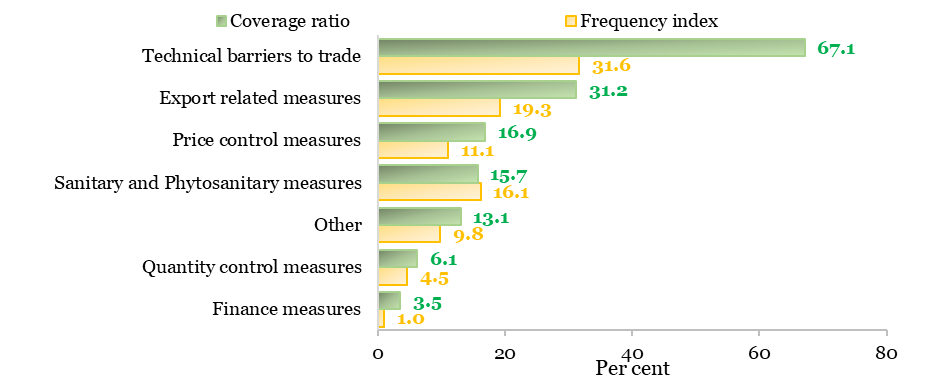 Coverage ratio Frequency index
Technical barriers to trade 67.1
31.6
Export related measures 31.2
19.3
Price control measures 16.9
11.1
Sanitary and Phytosanitary measures 15.7
16.1
Other 13.1
9.8
Quantity control measures 6.1
4.5
Finance measures 3.5
1.0
0 20 40 60 80
Per cent